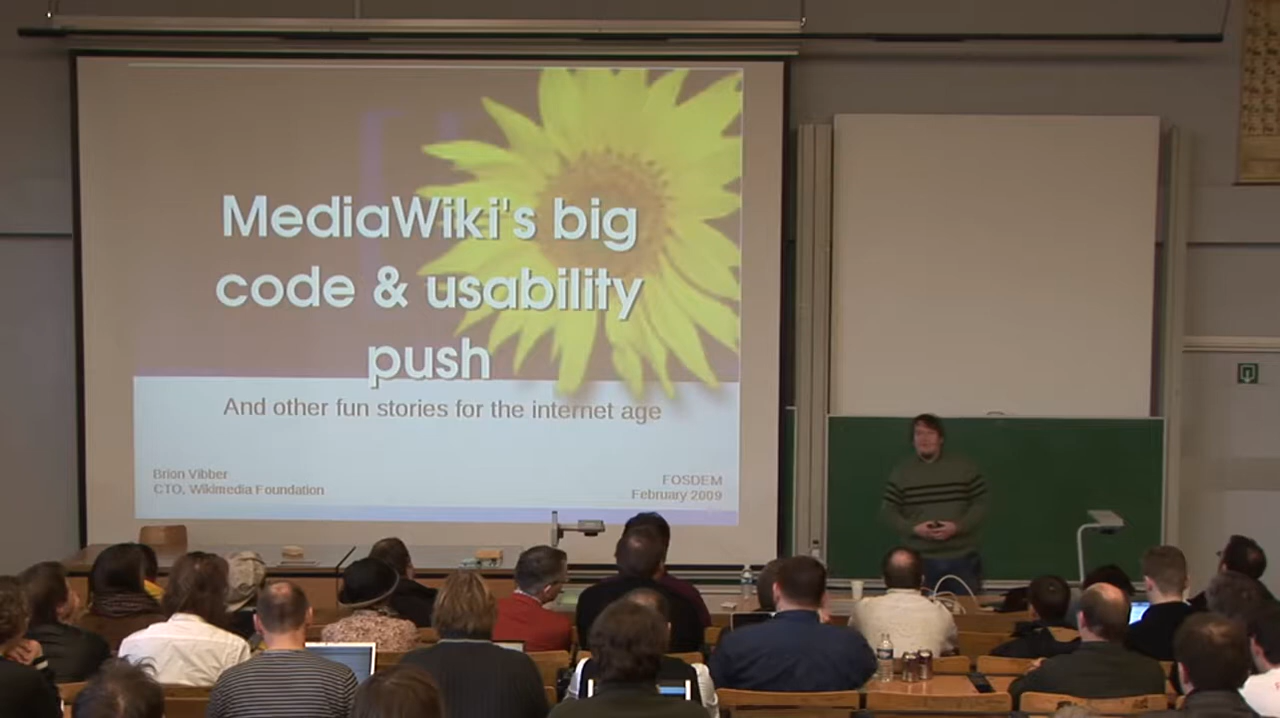 MediaWiki's big
code & usability
push
And other fun stories for the internet age
Brion Vibber
CTO, Wikimedia Foundation
FOSDEM
February 2009